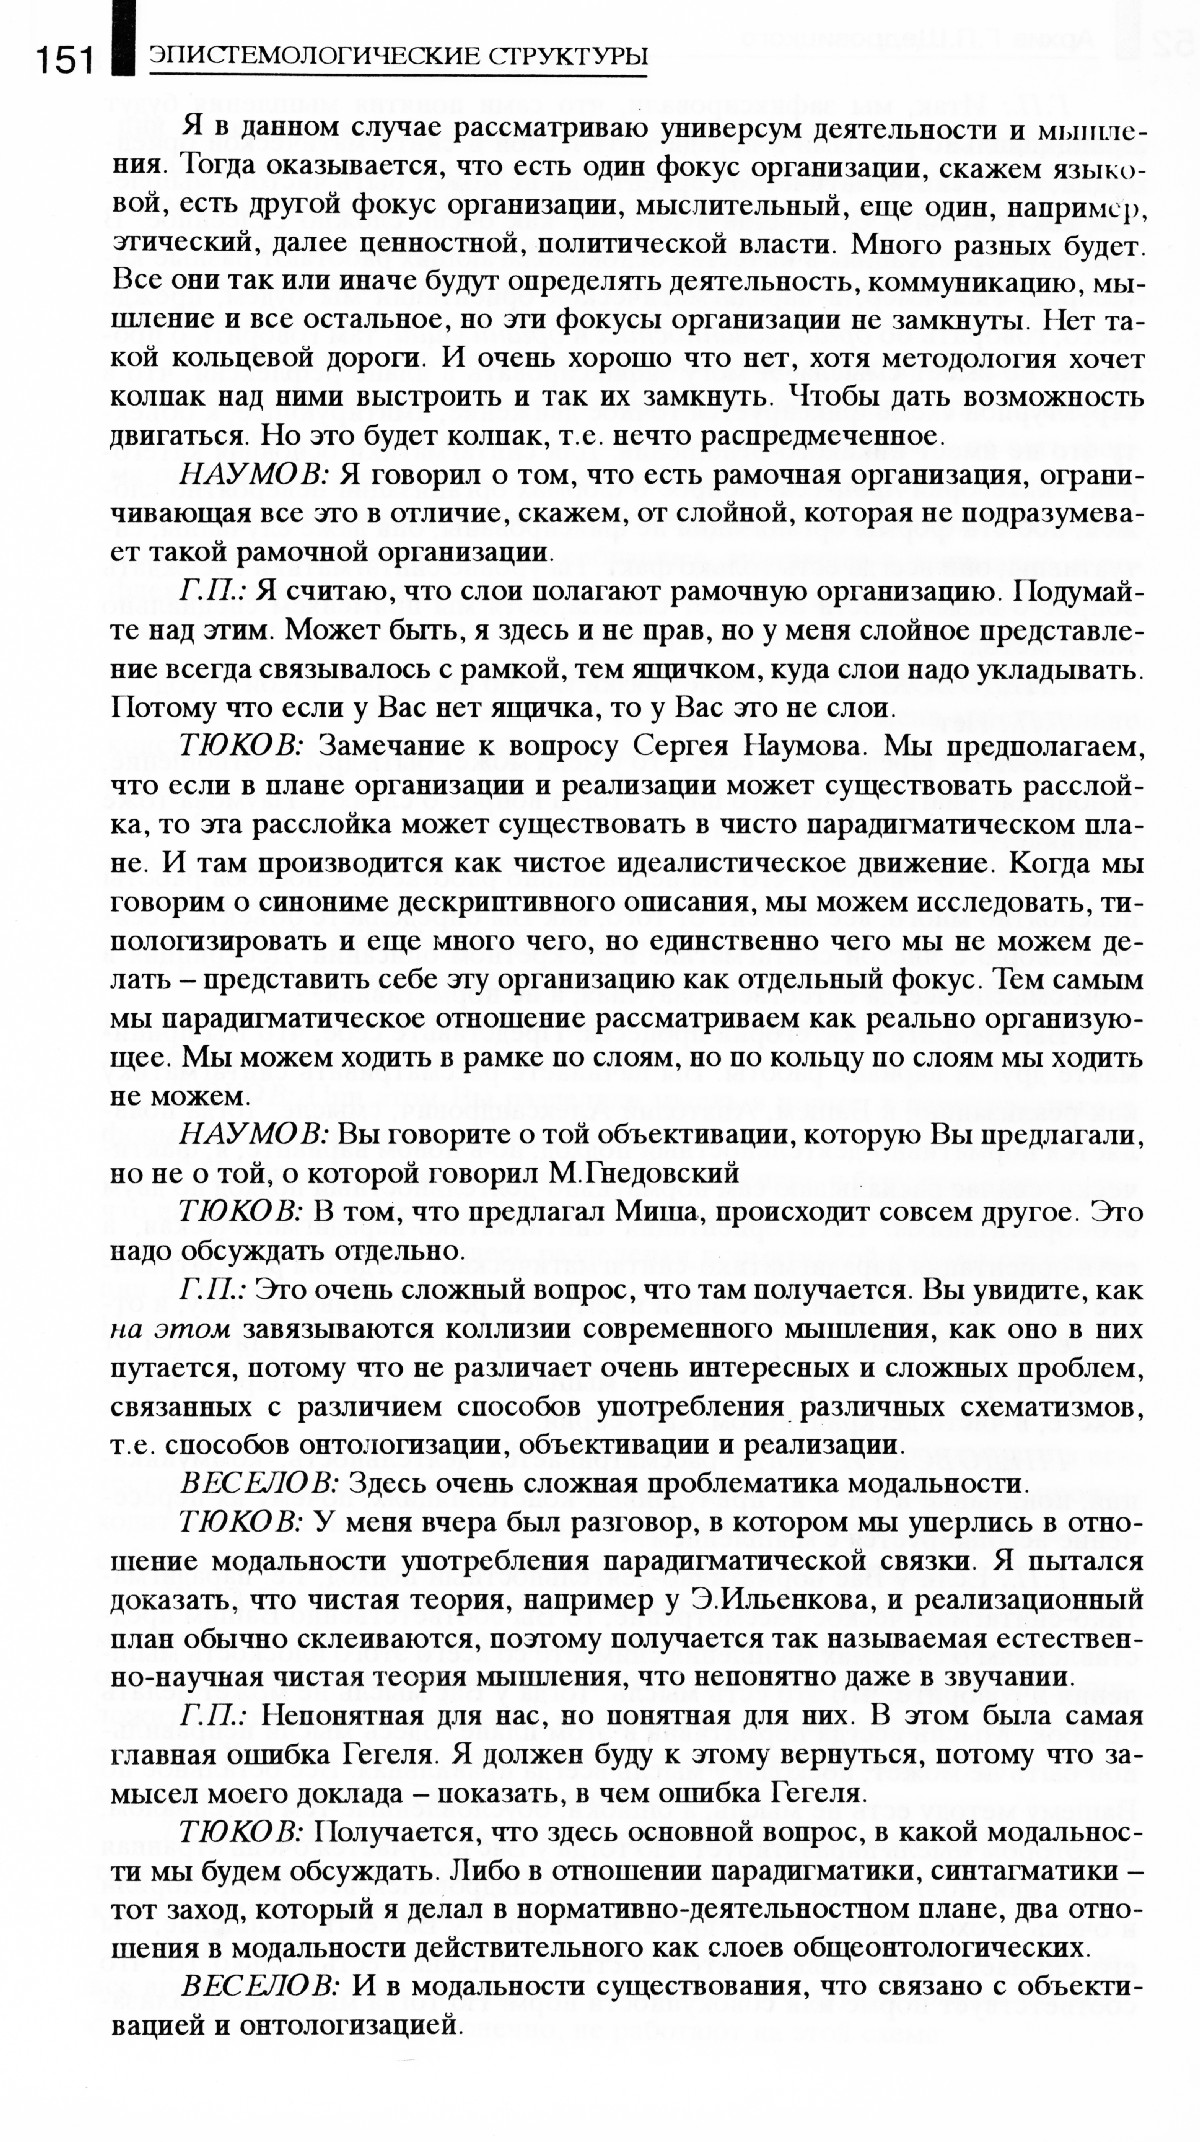 151 ЭПИСТЕМОЛОГИЧЕСКИЕ СТРУКТУРЫ
Я в данном случае рассматриваю универсум деятельности и мышле-
ния. Тогда оказывается, что есть один фокус организации, скажем языко-
вой, есть другой фокус организации, мыслительный, еще один, например,
этический, далее ценностной, политической власти. Много разных будет.
Все они так или иначе будут определять деятельность, коммуникацию, мы-
шление и все остальное, но эти фокусы организации не замкнуты. Нет та-
кой кольцевой дороги. И очень хорошо что нет, хотя методология хочет
колпак над ними выстроить и так их замкнуть. Чтобы дать возможность
двигаться. Но это будет колпак, т.е. нечто распредмеченное.
НАУМОВ: Я говорил о том, что есть рамочная организация, ограни-
чивающая все это в отличие, скажем, от слойной, которая не подразумева-
ет такой рамочной организации.
Г.П.: Я считаю, что слои полагают рамочную организацию. Подумай-
те над этим. Может быть, я здесь и не прав, но у меня слойное представле-
ние всегда связывалось с рамкой, тем ящичком, куда слои надо укладывать.
Потому что если у Вас нет ящичка, то у Вас это не слои.
ТЮКОВ: Замечание к вопросу Сергея Наумова. Мы предполагаем,
что если в плане организации и реализации может существовать расслой-
ка, то эта расслойка может существовать в чисто парадигматическом пла-
не. И там производится как чистое идеалистическое движение. Когда мы
говорим о синониме дескриптивного описания, мы можем исследовать, ти-
пологизировать и еще много чего, но единственно чего мы не можем де-
лать – представить себе эту организацию как отдельный фокус. Тем самым
мы парадигматическое отношение рассматриваем как реально организую-
щее. Мы можем ходить в рамке по слоям, но по кольцу по слоям мы ходить
не можем.
НАУМОВ: Вы говорите о той объективации, которую Вы предлагали,
но не о той, о которой говорил М.Гнедовский
ТЮКОВ: В том, что предлагал Миша, происходит совсем другое. Это
надо обсуждать отдельно.
Г.П.: Это очень сложный вопрос, что там получается. Вы увидите, как
на этом завязываются коллизии современного мышления, как оно в них
путается, потому что не различает очень интересных и сложных проблем,
связанных с различием способов употребления различных схематизмов,
т.е. способов онтологизации, объективации и реализации.
ВЕСЕЛОВ: Здесь очень сложная проблематика модальности.
ТЮКОВ: У меня вчера был разговор, в котором мы уперлись в отно-
шение модальности употребления парадигматической связки. Я пытался
доказать, что чистая теория, например у Э.Ильенкова, и реализационный
план обычно склеиваются, поэтому получается так называемая естествен-
но-научная чистая теория мышления, что непонятно даже в звучании.
Г.П.: Непонятная для нас, но понятная для них. В этом была самая
главная ошибка Гегеля. Я должен буду к этому вернуться, потому что за-
мысел моего доклада – показать, в чем ошибка Гегеля.
ТЮКОВ: Получается, что здесь основной вопрос, в какой модальнос-
ти мы будем обсуждать. Либо в отношении парадигматики, синтагматики –
тот заход, который я делал в нормативно-деятельностном плане, два отно-
шения в модальности действительного как слоев общеонтологических.
ВЕСЕЛОВ: И в модальности существования, что связано с объекти-
вацией и онтологизацией.